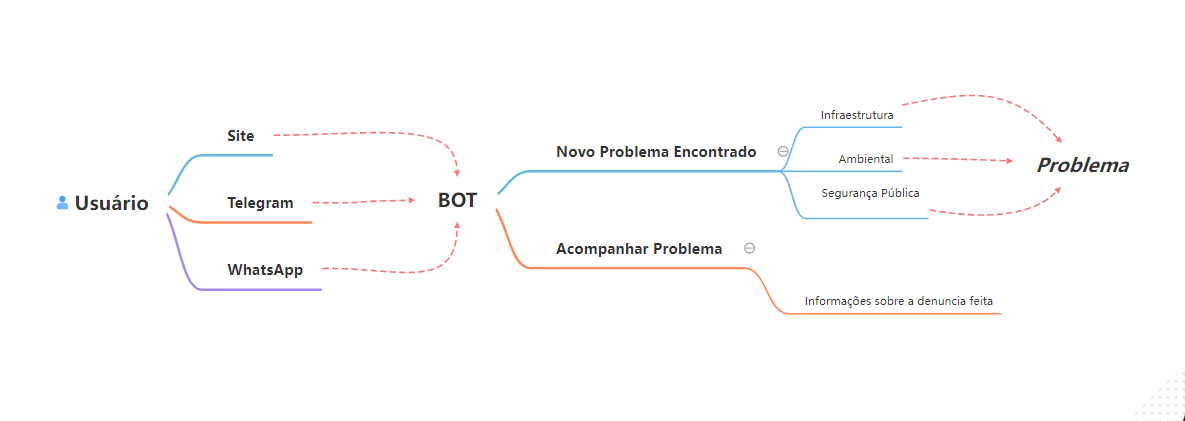 Usuário
Site
Telegram
WhatsApp
BOT
Novo Problema Encontrado
Acompanhar Problema
Infraestrutura
Ambiental
Segurança Pública
Informações sobre a denuncia feita
Problema